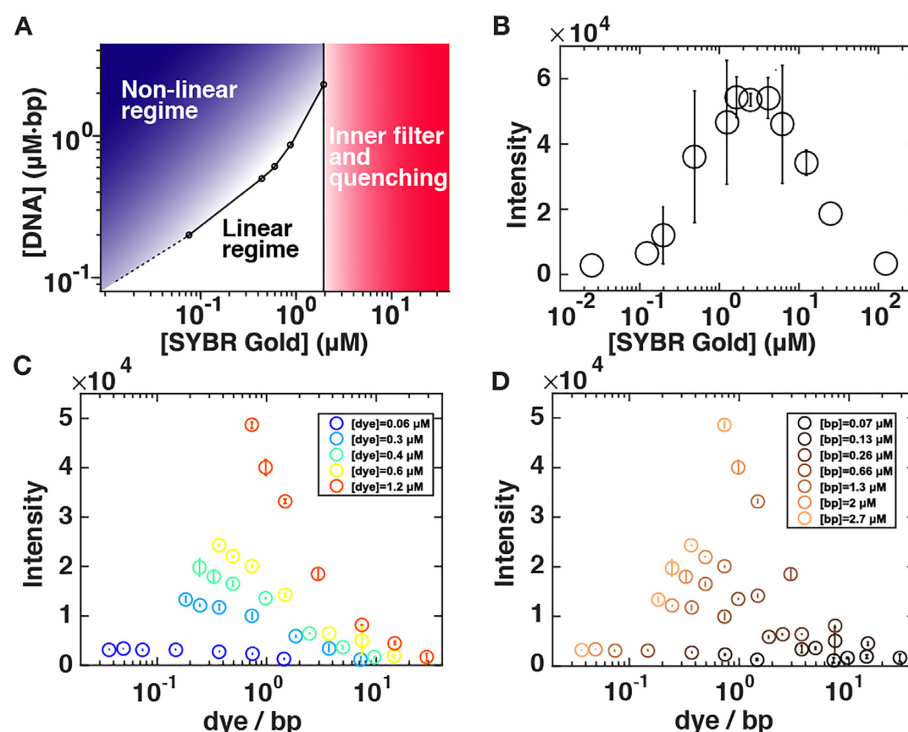 A
[DNA] (µM·bp)
10⁰
10⁻¹
Non-linear
regime
Linear
regime
Inner filter
and
quenching
10⁻¹ 10⁰ 10¹
[SYBR Gold] (µM)
B
×10⁴
Intensity
6
4
2
0
10⁻² 10⁻¹ 10⁰ 10¹ 10²
[SYBR Gold] (µM)
C
×10⁴
Intensity
5
4
3
2
1
0
[dye]=0.06 µM
[dye]=0.3 µM
[dye]=0.4 µM
[dye]=0.6 µM
[dye]=1.2 µM
10⁻¹ 10⁰ 10¹
dye / bp
D
×10⁴
Intensity
5
4
3
2
1
0
[bp]=0.07 µM
[bp]=0.13 µM
[bp]=0.26 µM
[bp]=0.66 µM
[bp]=1.3 µM
[bp]=2 µM
[bp]=2.7 µM
10⁻¹ 10⁰ 10¹
dye / bp